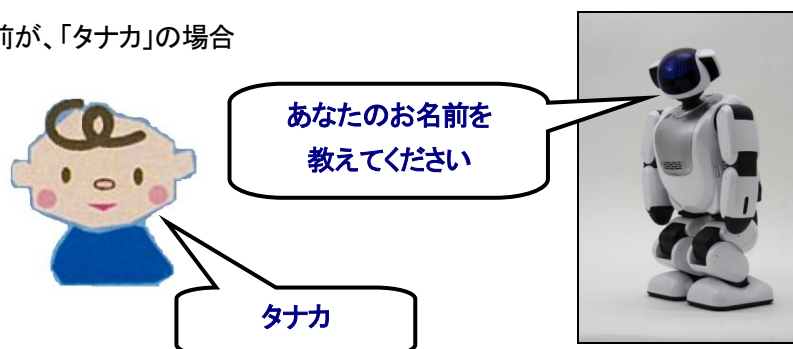 前が、「タナカ」の場合
あなたのお名前を
教えてください
タナカ